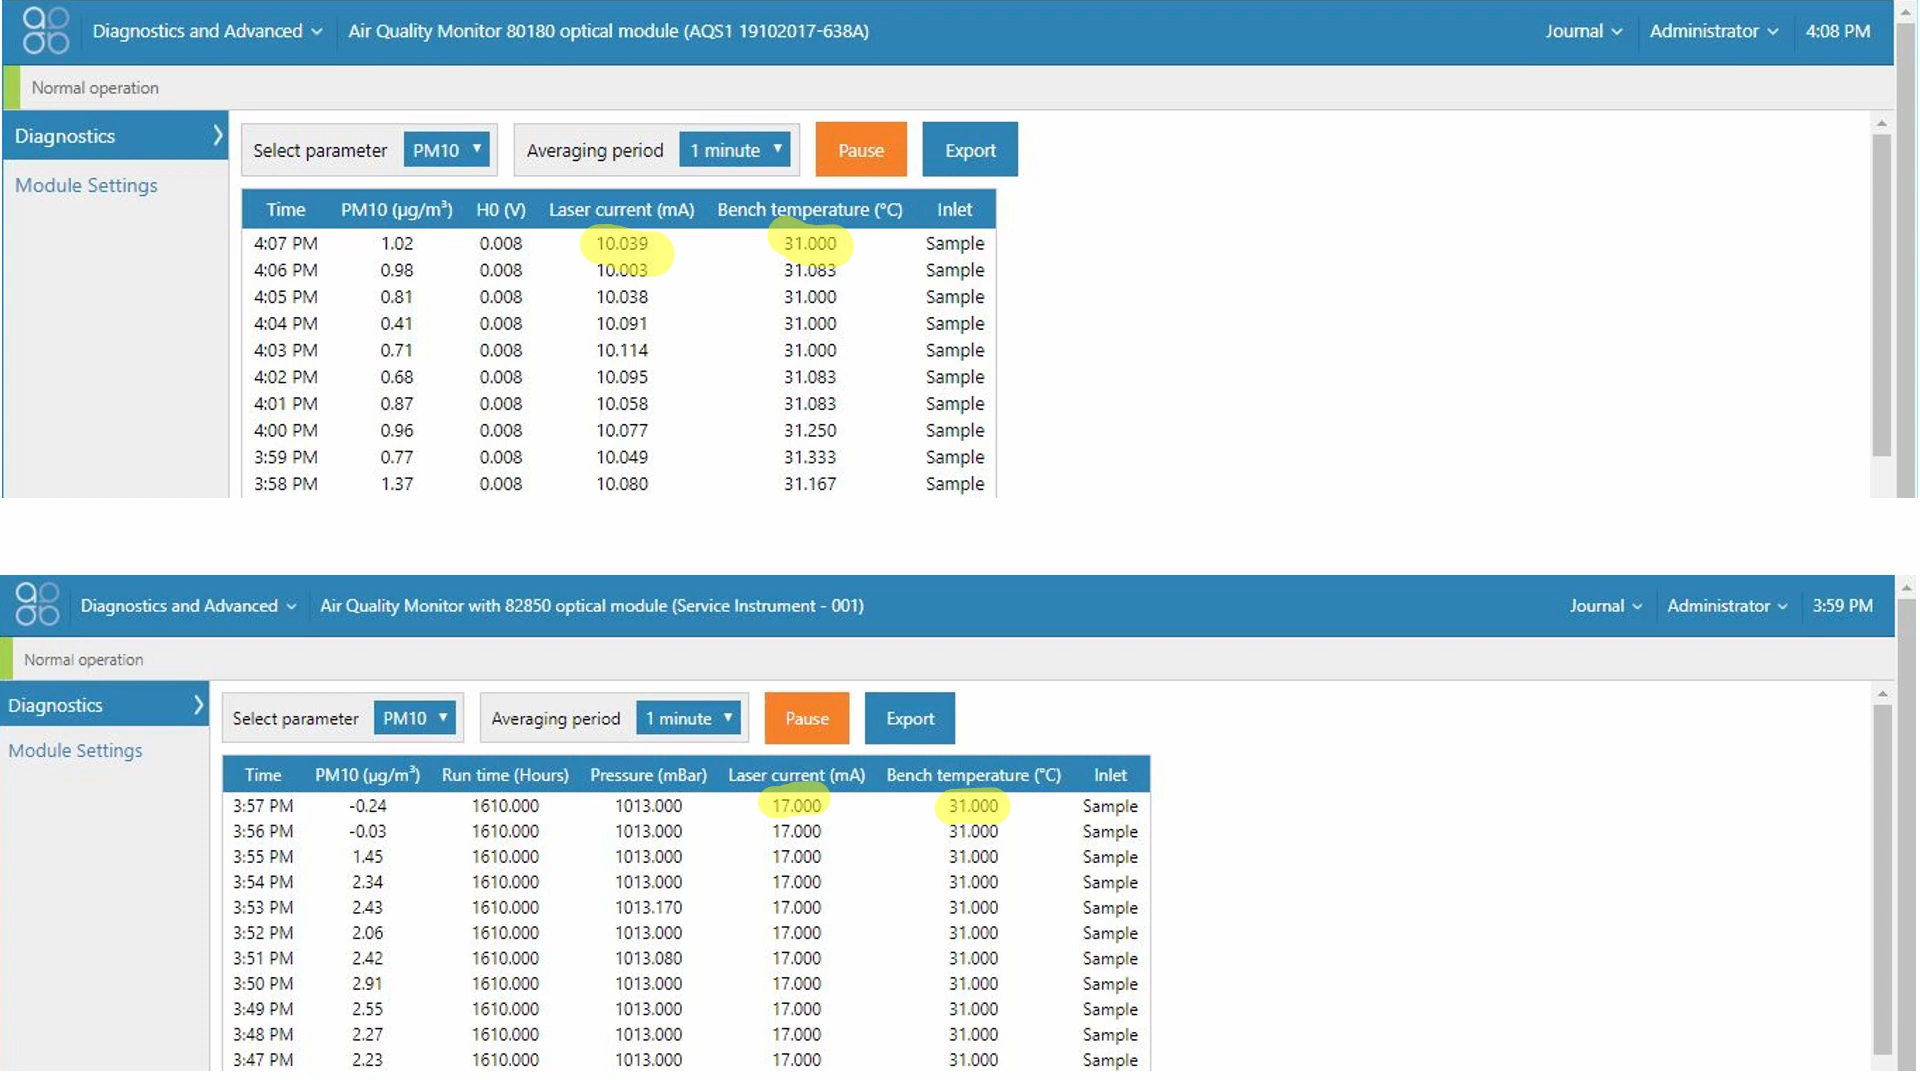 Diagnostics and Advanced Air Quality Monitor 80180 optical module (AQS1 19102017-638A) Journal Administrator 4:08 PM
Normal operation
Diagnostics
Module Settings
Select parameter PM10 Averaging period 1 minute Pause Export
Time PM10 (µg/m³) H0 (V) Laser current (mA) Bench temperature (°C) Inlet
4:07 PM 1.02 0.008 10.039 31.000 Sample
4:06 PM 0.98 0.008 10.003 31.083 Sample
4:05 PM 0.81 0.008 10.038 31.000 Sample
4:04 PM 0.41 0.008 10.091 31.000 Sample
4:03 PM 0.71 0.008 10.114 31.000 Sample
4:02 PM 0.68 0.008 10.095 31.083 Sample
4:01 PM 0.87 0.008 10.058 31.083 Sample
4:00 PM 0.96 0.008 10.077 31.250 Sample
3:59 PM 0.77 0.008 10.049 31.333 Sample
3:58 PM 1.37 0.008 10.080 31.167 Sample
Diagnostics and Advanced Air Quality Monitor with 82850 optical module (Service Instrument - 001) Journal Administrator 3:59 PM
Normal operation
Diagnostics
Module Settings
Select parameter PM10 Averaging period 1 minute Pause Export
Time PM10 (µg/m³) Run time (Hours) Pressure (mBar) Laser current (mA) Bench temperature (°C) Inlet
3:57 PM -0.24 1610.000 1013.000 17.000 31.000 Sample
3:56 PM -0.03 1610.000 1013.000 17.000 31.000 Sample
3:55 PM 1.45 1610.000 1013.000 17.000 31.000 Sample
3:54 PM 2.34 1610.000 1013.000 17.000 31.000 Sample
3:53 PM 2.43 1610.000 1013.170 17.000 31.000 Sample
3:52 PM 2.06 1610.000 1013.000 17.000 31.000 Sample
3:51 PM 2.42 1610.000 1013.080 17.000 31.000 Sample
3:50 PM 2.91 1610.000 1013.000 17.000 31.000 Sample
3:49 PM 2.55 1610.000 1013.000 17.000 31.000 Sample
3:48 PM 2.27 1610.000 1013.000 17.000 31.000 Sample
3:47 PM 2.23 1610.000 1013.000 17.000 31.000 Sample